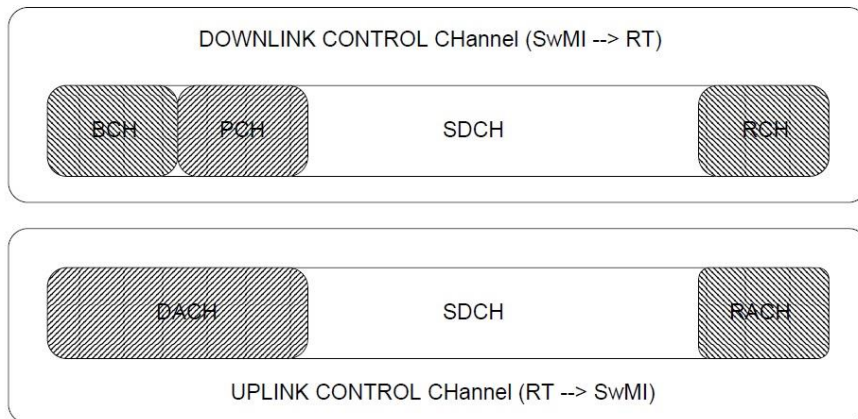 DOWNLINK CONTROL CHannel (SwMI --> RT)
BCH PCH SDCH RCH
DACH SDCH RACH
UPLINK CONTROL CHannel (RT --> SwMI)